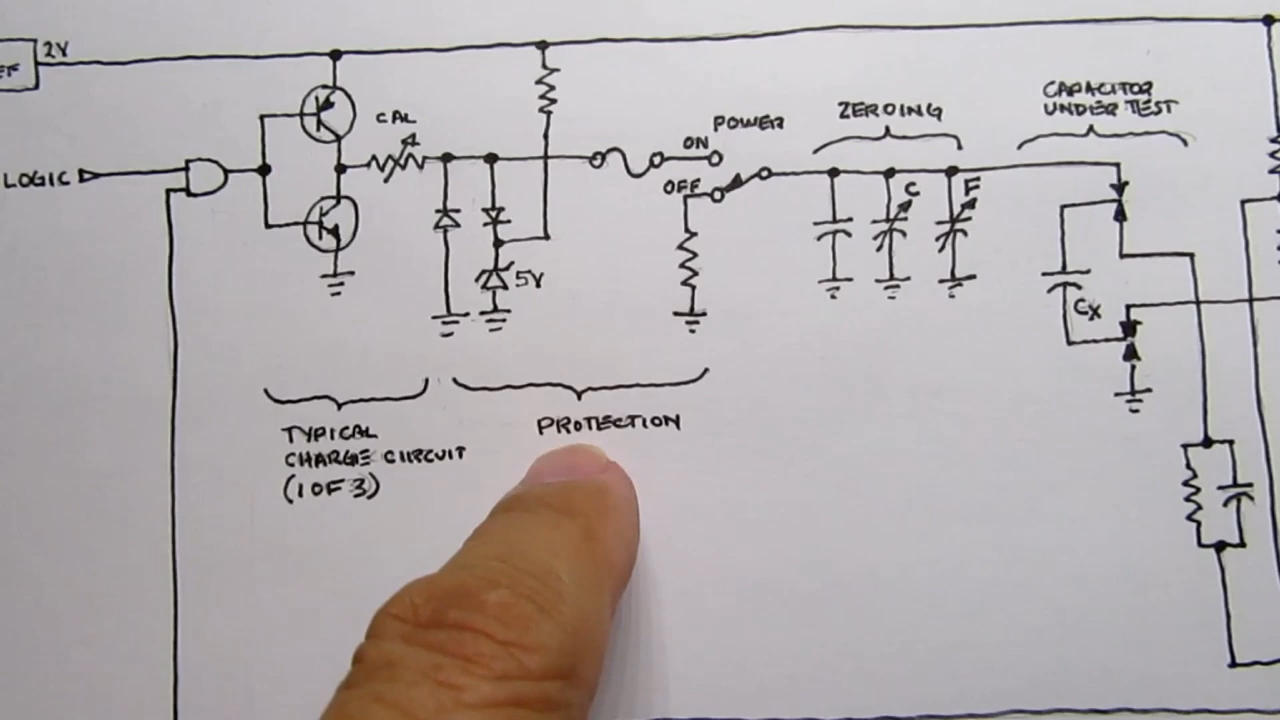 2V
EF
LOGIC
CAL
5V
POWER
ON
OFF
ZEROING
C
F
CAPACITOR
UNDER TEST
CX
TYPICAL
CHARGE CIRCUIT
(1 OF 3)
PROTECTION